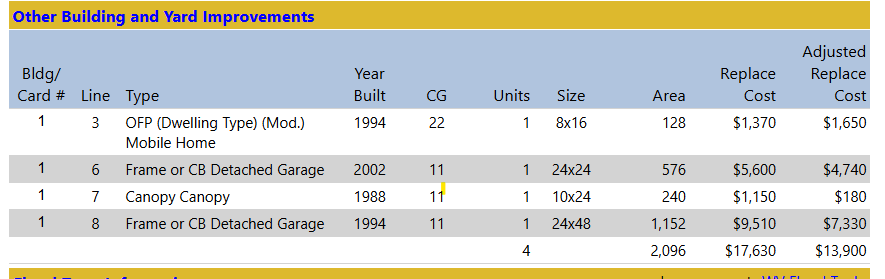 Other Building and Yard Improvements
Adjusted
Bldg/ Year Replace Replace
Card # Line Type Built CG Units Size Area Cost Cost
1 3 OFP (Dwelling Type) (Mod.) 1994 22 1 8x16 128 $1,370 $1,650
Mobile Home
1 6 Frame or CB Detached Garage 2002 11 1 24x24 576 $5,600 $4,740
1 7 Canopy Canopy 1988 11 1 10x24 240 $1,150 $180
1 8 Frame or CB Detached Garage 1994 11 1 24x48 1,152 $9,510 $7,330
4 2,096 $17,630 $13,900